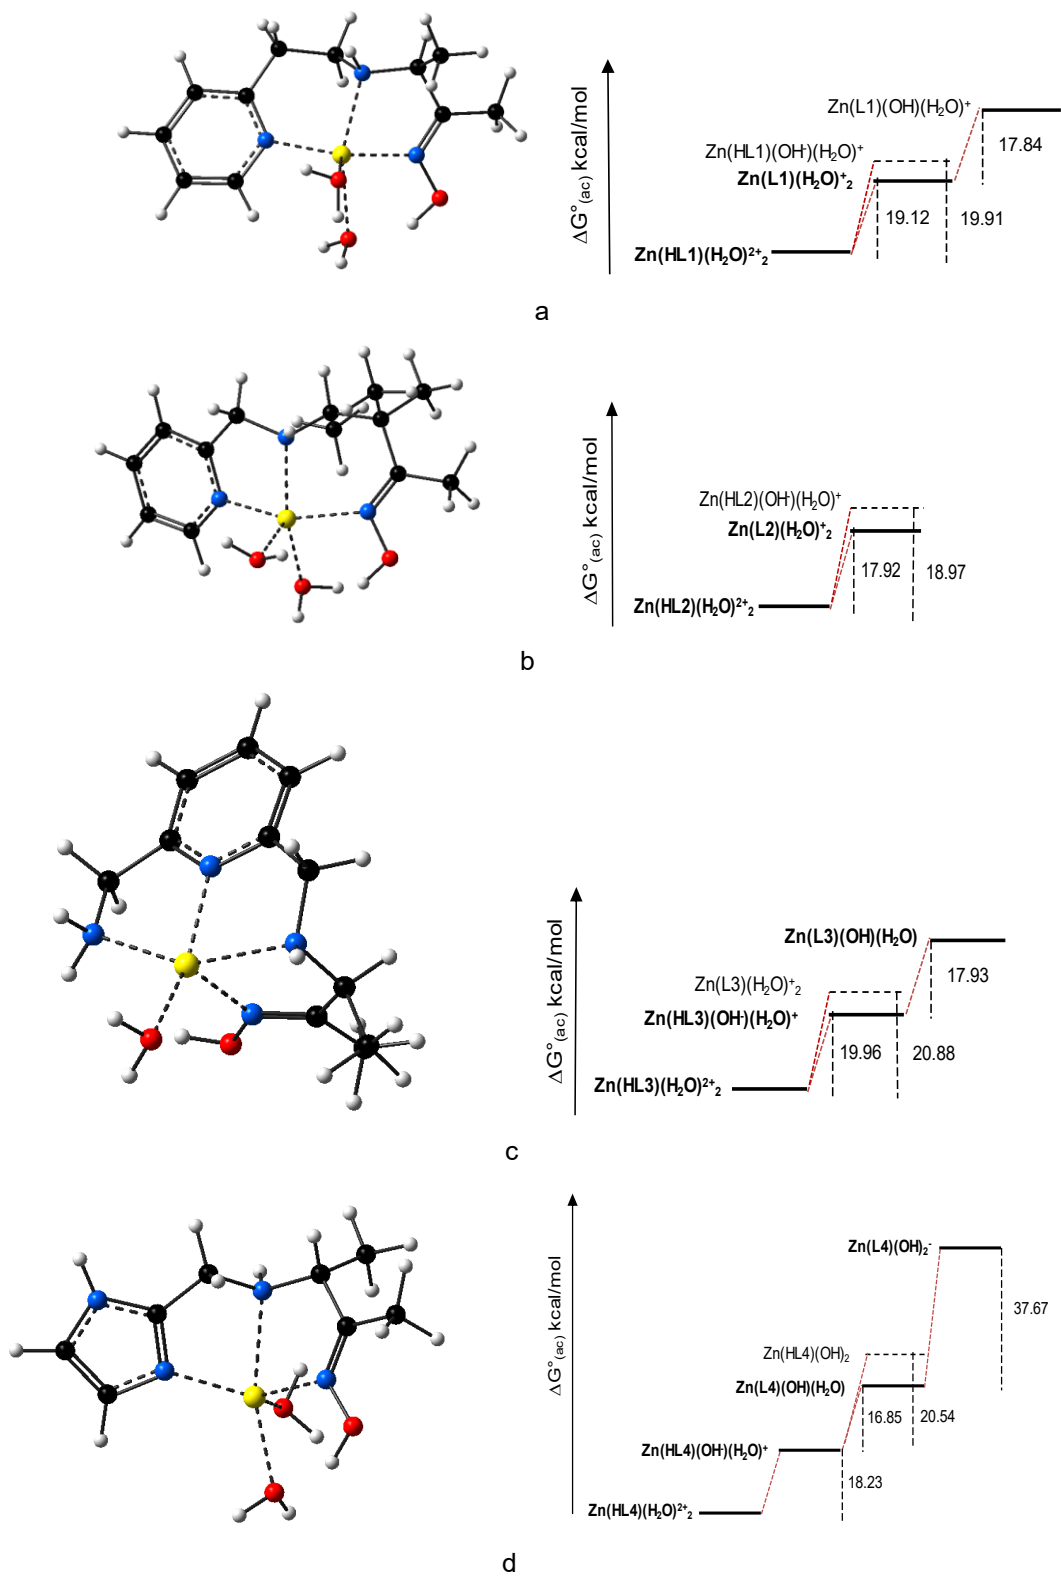 ΔG°(ac) kcal/mol
Zn(L1)(OH)(H₂O)⁺
17.84
Zn(HL1)(OH)(H₂O)⁺
Zn(L1)(H₂O)⁺₂
19.12
19.91
Zn(HL1)(H₂O)²⁺₂
a
ΔG°(ac) kcal/mol
Zn(HL2)(OH)(H₂O)⁺
Zn(L2)(H₂O)⁺₂
17.92
18.97
Zn(HL2)(H₂O)²⁺₂
b
ΔG°(ac) kcal/mol
Zn(L3)(OH)(H₂O)
17.93
Zn(L3)(H₂O)⁺₂
Zn(HL3)(OH)(H₂O)⁺
19.96
20.88
Zn(HL3)(H₂O)²⁺₂
c
ΔG°(ac) kcal/mol
Zn(L4)(OH)₂⁻
37.67
Zn(HL4)(OH)₂
Zn(L4)(OH)(H₂O)
16.85
20.54
Zn(HL4)(OH)(H₂O)⁺
18.23
Zn(HL4)(H₂O)²⁺₂
d